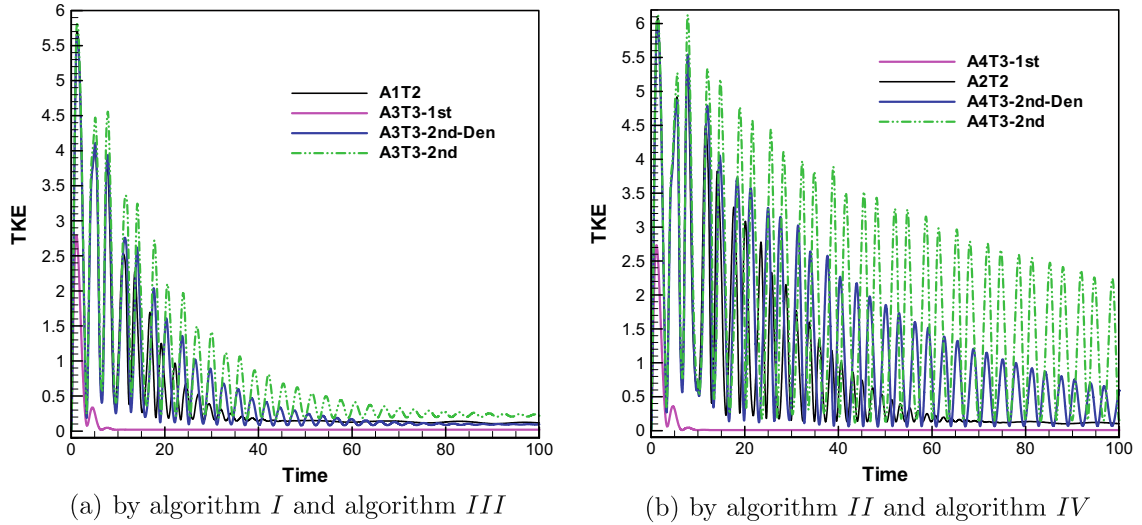 6
5.5
5
4.5
4
3.5
3
2.5
2
1.5
1
0.5
0
TKE
0 20 40 60 80 100
Time
A1T2
A3T3-1st
A3T3-2nd-Den
A3T3-2nd
(a) by algorithm I and algorithm III
6
5.5
5
4.5
4
3.5
3
2.5
2
1.5
1
0.5
0
TKE
0 20 40 60 80 100
Time
A4T3-1st
A2T2
A4T3-2nd-Den
A4T3-2nd
(b) by algorithm II and algorithm IV